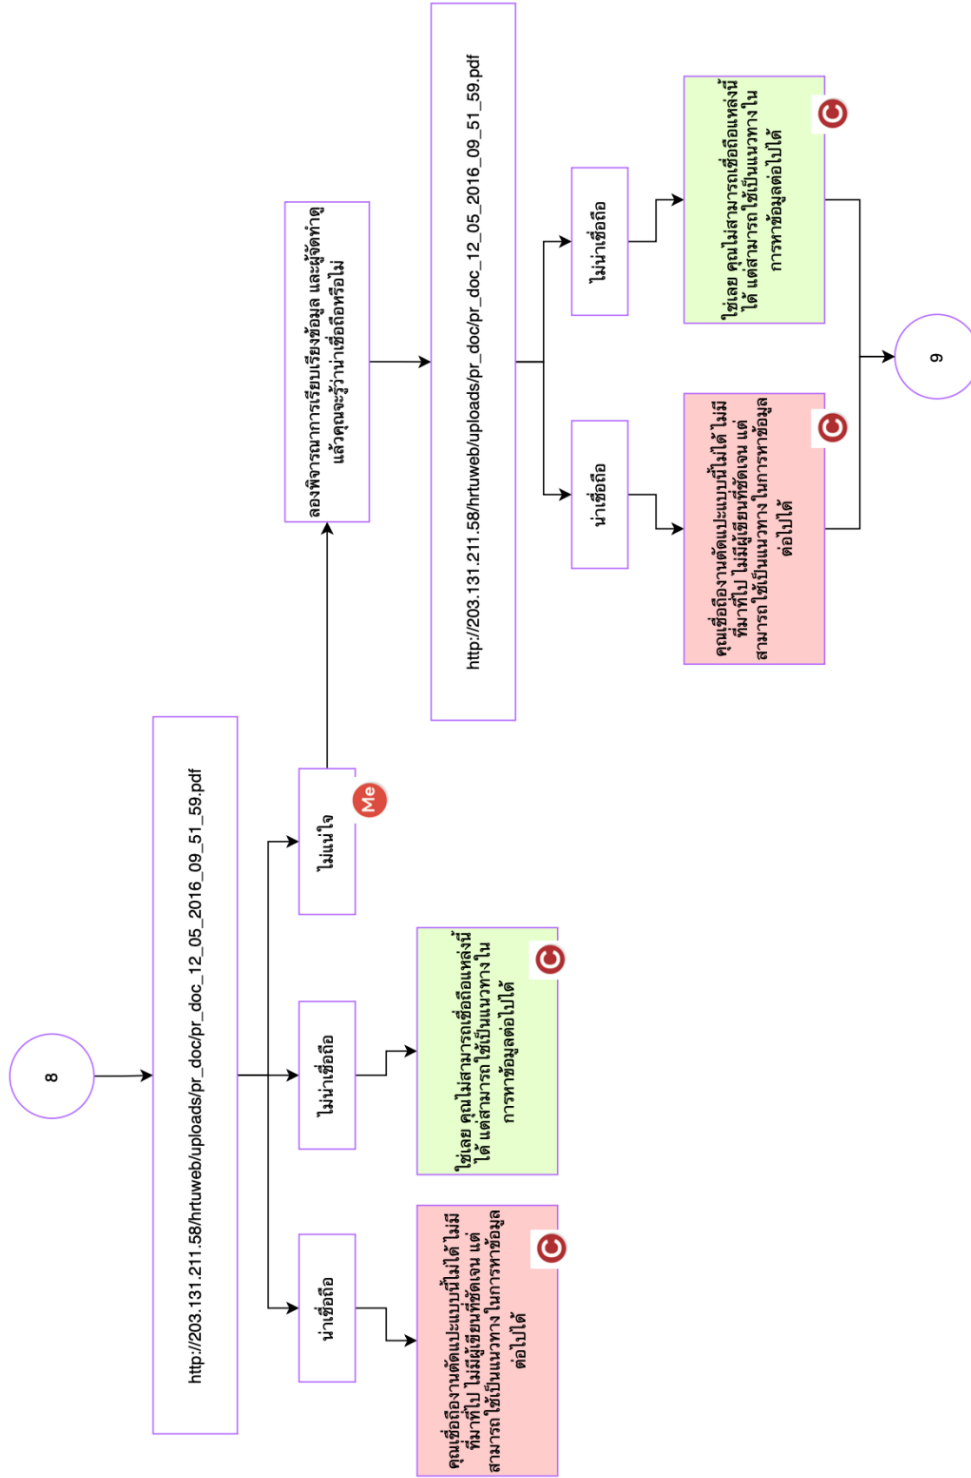 8
http://203.131.211.58/hrtuweb/uploads/pr_doc/pr_doc_12_05_2016_09_51_59.pdf
น่าเชื่อถือ
ไม่น่าเชื่อถือ
ไม่แน่ใจ
Me
คุณเชื่อถืองานตัดแปะแบบนี้ไม่ได้ ไม่มี
ที่มาที่ไป ไม่มีผู้เขียนที่ชัดเจน แต่
สามารถใช้เป็นแนวทางในการหาข้อมูล
ต่อไปได้
C
ใช่เลย คุณไม่สามารถเชื่อถือแหล่งนี้
ได้ แต่สามารถใช้เป็นแนวทางใน
การหาข้อมูลต่อไปได้
C
ลองพิจารณาการเรียบเรียงข้อมูล และผู้จัดทำดู
แล้วคุณจะรู้ว่าน่าเชื่อถือหรือไม่
http://203.131.211.58/hrtuweb/uploads/pr_doc/pr_doc_12_05_2016_09_51_59.pdf
น่าเชื่อถือ
ไม่น่าเชื่อถือ
คุณเชื่อถืองานตัดแปะแบบนี้ไม่ได้ ไม่มี
ที่มาที่ไป ไม่มีผู้เขียนที่ชัดเจน แต่
สามารถใช้เป็นแนวทางในการหาข้อมูล
ต่อไปได้
C
ใช่เลย คุณไม่สามารถเชื่อถือแหล่งนี้
ได้ แต่สามารถใช้เป็นแนวทางใน
การหาข้อมูลต่อไปได้
C
9